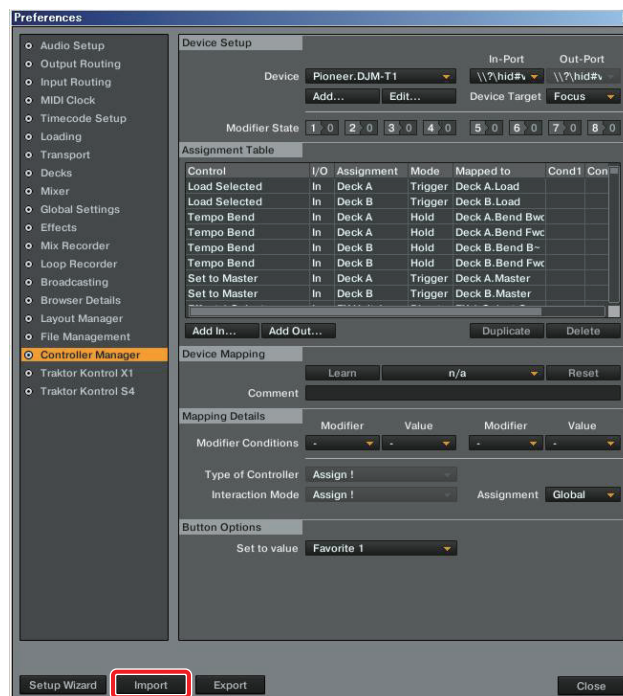 Preferences
Audio Setup
Output Routing
Input Routing
MIDI Clock
Timecode Setup
Loading
Transport
Decks
Mixer
Global Settings
Effects
Mix Recorder
Loop Recorder
Broadcasting
Browser Details
Layout Manager
File Management
Controller Manager
Traktor Kontrol X1
Traktor Kontrol S4
Device Setup
In-Port Out-Port
Device Pioneer.DJM-T1 \\?\hid#v \\?\hid#v
Add... Edit... Device Target Focus
Modifier State 1 0 2 0 3 0 4 0 5 0 6 0 7 0 8 0
Assignment Table
Control I/O Assignment Mode Mapped to Cond1 Con
Load Selected In Deck A Trigger Deck A.Load
Load Selected In Deck B Trigger Deck B.Load
Tempo Bend In Deck A Hold Deck A.Bend Bwc
Tempo Bend In Deck A Hold Deck A.Bend Fwc
Tempo Bend In Deck B Hold Deck B.Bend B~
Tempo Bend In Deck B Hold Deck B.Bend Fwc
Set to Master In Deck A Trigger Deck A.Master
Set to Master In Deck B Trigger Deck B.Master
Add In... Add Out... Duplicate Delete
Device Mapping
Learn n/a Reset
Comment
Mapping Details
Modifier Value Modifier Value
Modifier Conditions - - - -
Type of Controller Assign !
Interaction Mode Assign ! Assignment Global
Button Options
Set to value Favorite 1
Setup Wizard Import Export Close